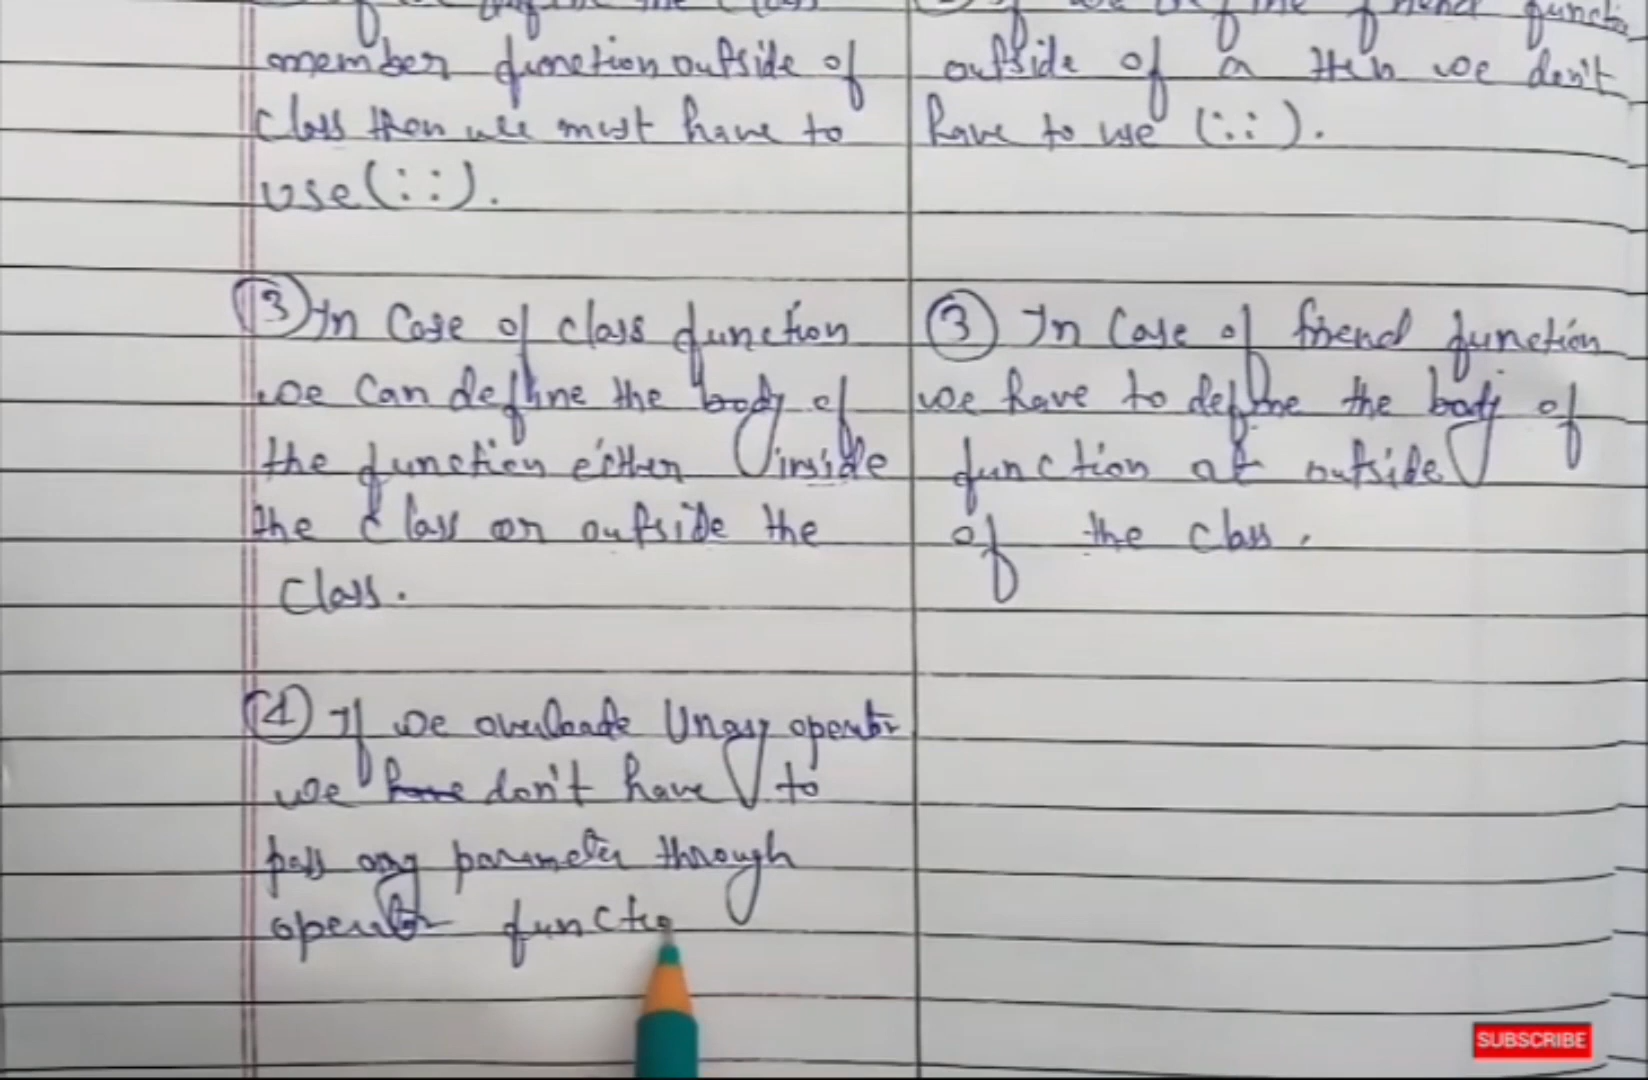 member function outside of
class then we must have to
use (::).
③ In Case of class function
we can define the body of
the function either inside
the class or outside the
class.
④ If we overloade Unary operator
we have don't have to
pass any parameter through
operator functio
function
outside of a then we don't
have to use (::).
③ In Case of friend function
we have to define the body of
function at outside
of the class.
SUBSCRIBE